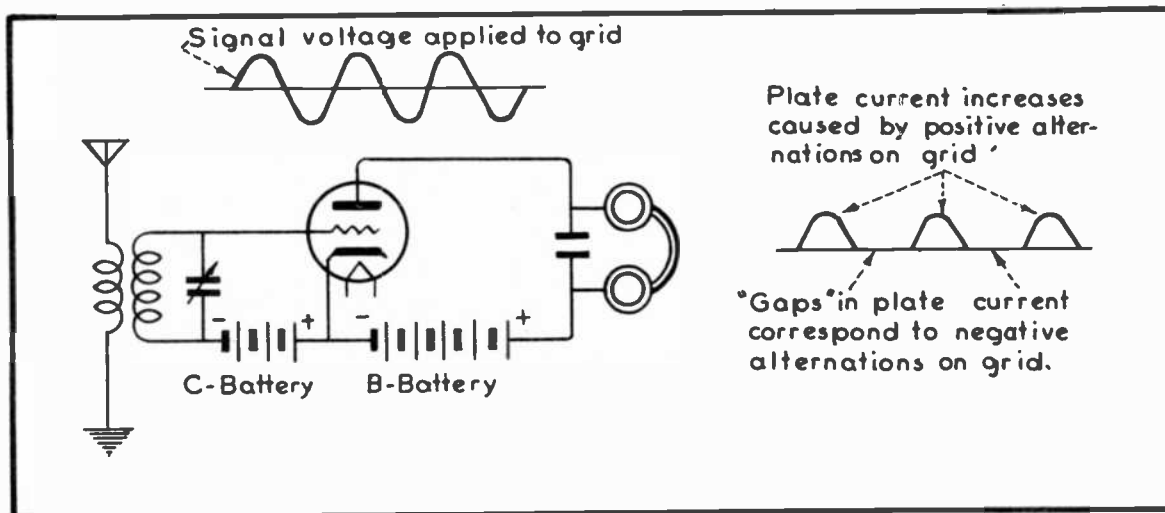 Signal voltage applied to grid
Plate current increases
caused by positive alter-
nations on grid
- + - +
C-Battery B-Battery
"Gaps" in plate current
correspond to negative
alternations on grid.